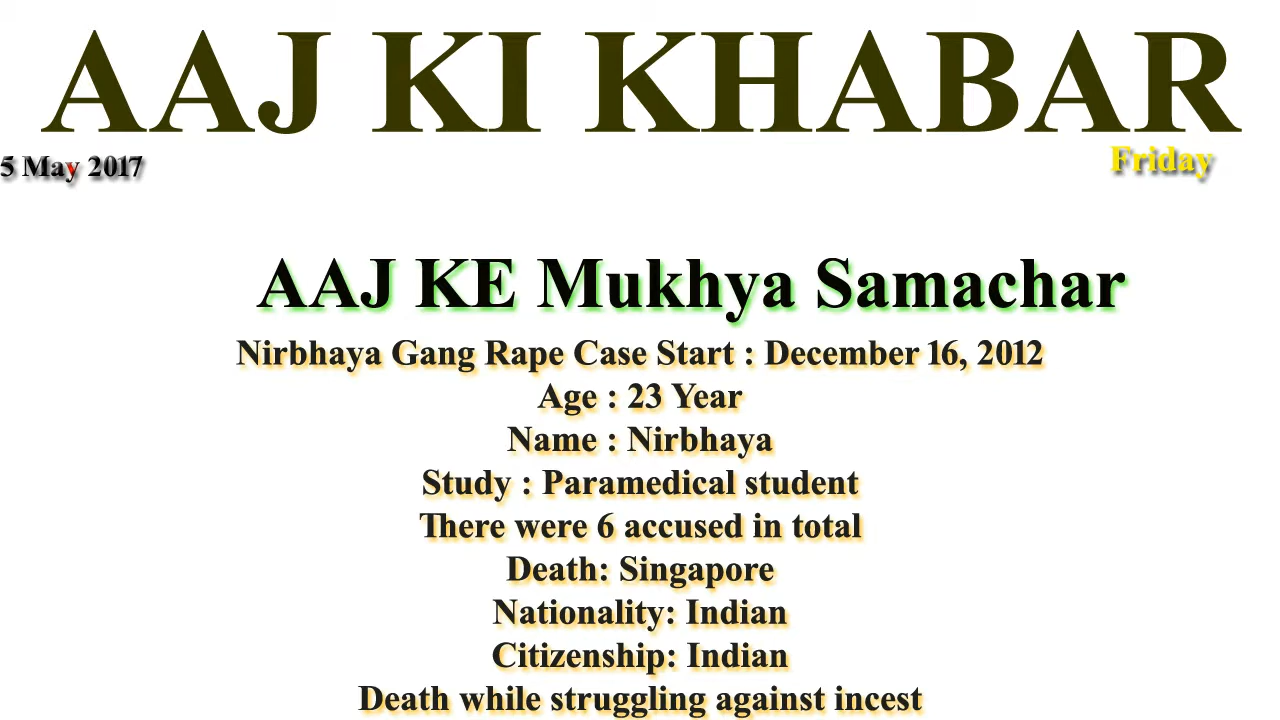 AAJ KI KHABAR
5 May 2017
Friday
AAJ KE Mukhya Samachar
Nirbhaya Gang Rape Case Start : December 16, 2012
Age : 23 Year
Name : Nirbhaya
Study : Paramedical student
There were 6 accused in total
Death: Singapore
Nationality: Indian
Citizenship: Indian
Death while struggling against incest